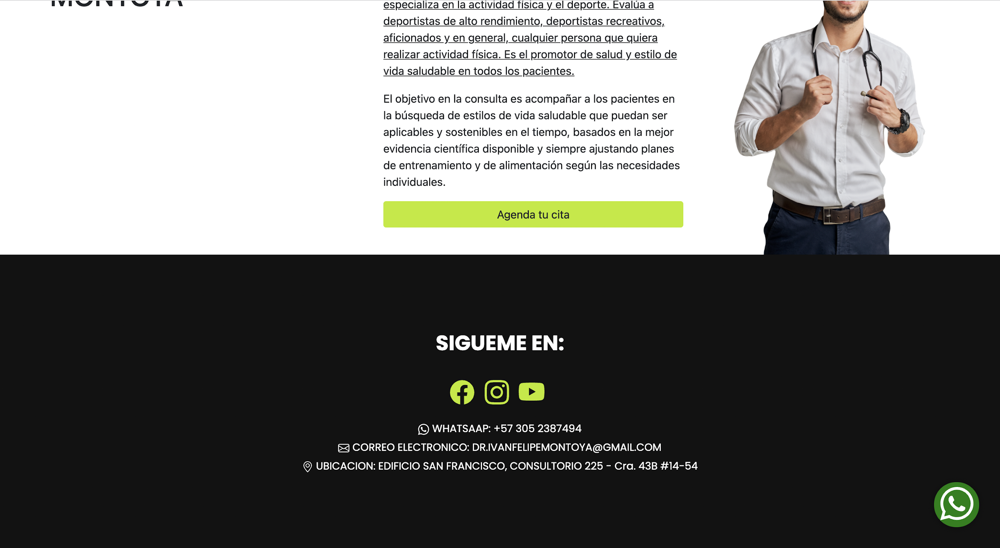 MONTOYA
especializa en la actividad física y el deporte. Evalúa a
deportistas de alto rendimiento, deportistas recreativos,
aficionados y en general, cualquier persona que quiera
realizar actividad física. Es el promotor de salud y estilo de
vida saludable en todos los pacientes.
El objetivo en la consulta es acompañar a los pacientes en
la búsqueda de estilos de vida saludable que puedan ser
aplicables y sostenibles en el tiempo, basados en la mejor
evidencia científica disponible y siempre ajustando planes
de entrenamiento y de alimentación según las necesidades
individuales.
Agenda tu cita
SIGUEME EN:
WHATSAAP: +57 305 2387494
CORREO ELECTRONICO: DR.IVANFELIPEMONTOYA@GMAIL.COM
UBICACION: EDIFICIO SAN FRANCISCO, CONSULTORIO 225 - Cra. 43B #14-54